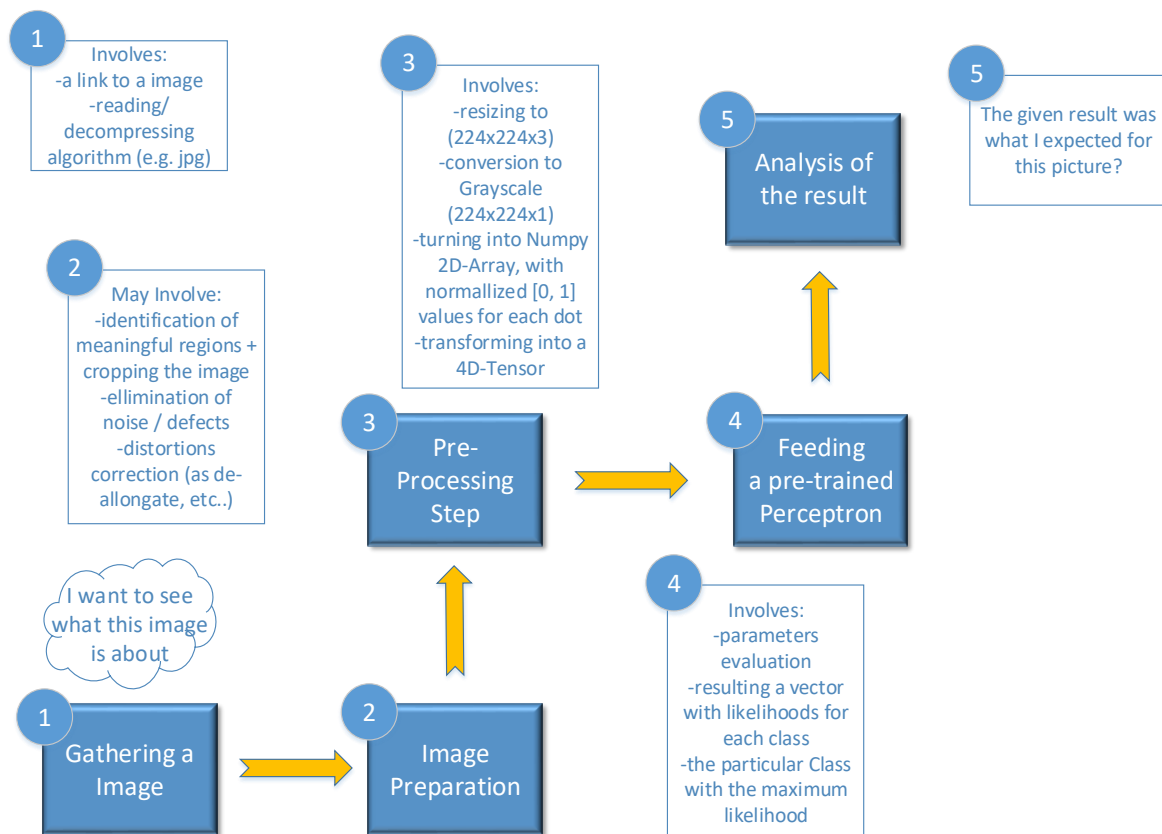 1
Involves:
-a link to a image
-reading/
decompressing
algorithm (e.g. jpg)
2
May Involve:
-identification of
meaningful regions +
cropping the image
-ellimination of
noise / defects
-distortions
correction (as de-
allongate, etc..)
3
Involves:
-resizing to
(224x224x3)
-conversion to
Grayscale
(224x224x1)
-turning into Numpy
2D-Array, with
normallized [0, 1]
values for each dot
-transforming into a
4D-Tensor
5
Analysis of
the result
5
The given result was
what I expected for
this picture?
3
Pre-
Processing
Step
4
Feeding
a pre-trained
Perceptron
I want to see
what this image
is about
1
Gathering a
Image
2
Image
Preparation
4
Involves:
-parameters
evaluation
-resulting a vector
with likelihoods for
each class
-the particular Class
with the maximum
likelihood